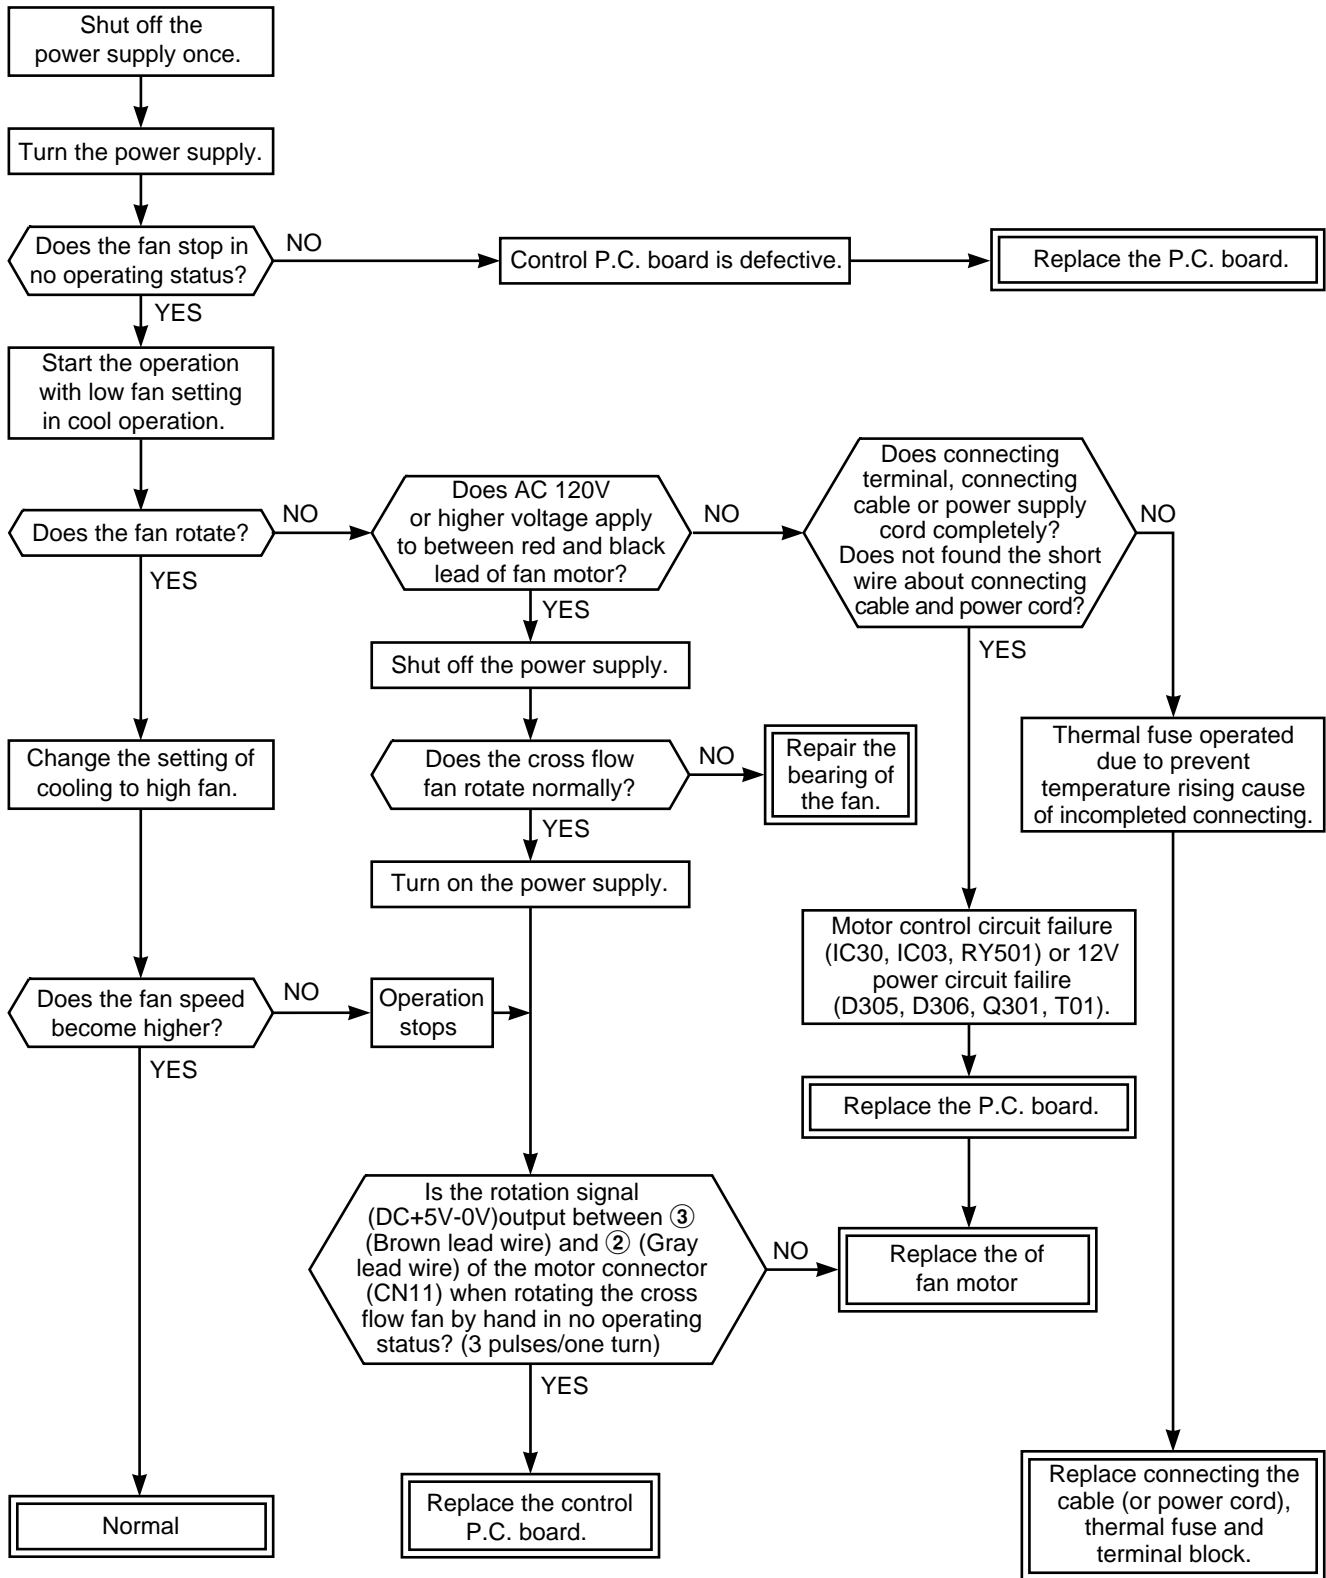 Shut off the
power supply once.
Turn the power supply.
Does the fan stop in
no operating status?
NO
Control P.C. board is defective.
Replace the P.C. board.
YES
Start the operation
with low fan setting
in cool operation.
Does the fan rotate?
NO
Does AC 120V
or higher voltage apply
to between red and black
lead of fan motor?
NO
Does connecting
terminal, connecting
cable or power supply
cord completely?
Does not found the short
wire about connecting
cable and power cord?
NO
YES
YES
YES
Shut off the power supply.
Change the setting of
cooling to high fan.
Does the cross flow
fan rotate normally?
NO
Repair the
bearing of
the fan.
Thermal fuse operated
due to prevent
temperature rising cause
of incompleted connecting.
YES
Turn on the power supply.
Motor control circuit failure
(IC30, IC03, RY501) or 12V
power circuit failire
(D305, D306, Q301, T01).
Does the fan speed
become higher?
NO
Operation
stops
YES
Replace the P.C. board.
Is the rotation signal
(DC+5V-0V)output between ③
(Brown lead wire) and ② (Gray
lead wire) of the motor connector
(CN11) when rotating the cross
flow fan by hand in no operating
status? (3 pulses/one turn)
NO
Replace the of
fan motor
YES
Normal
Replace the control
P.C. board.
Replace connecting the
cable (or power cord),
thermal fuse and
terminal block.